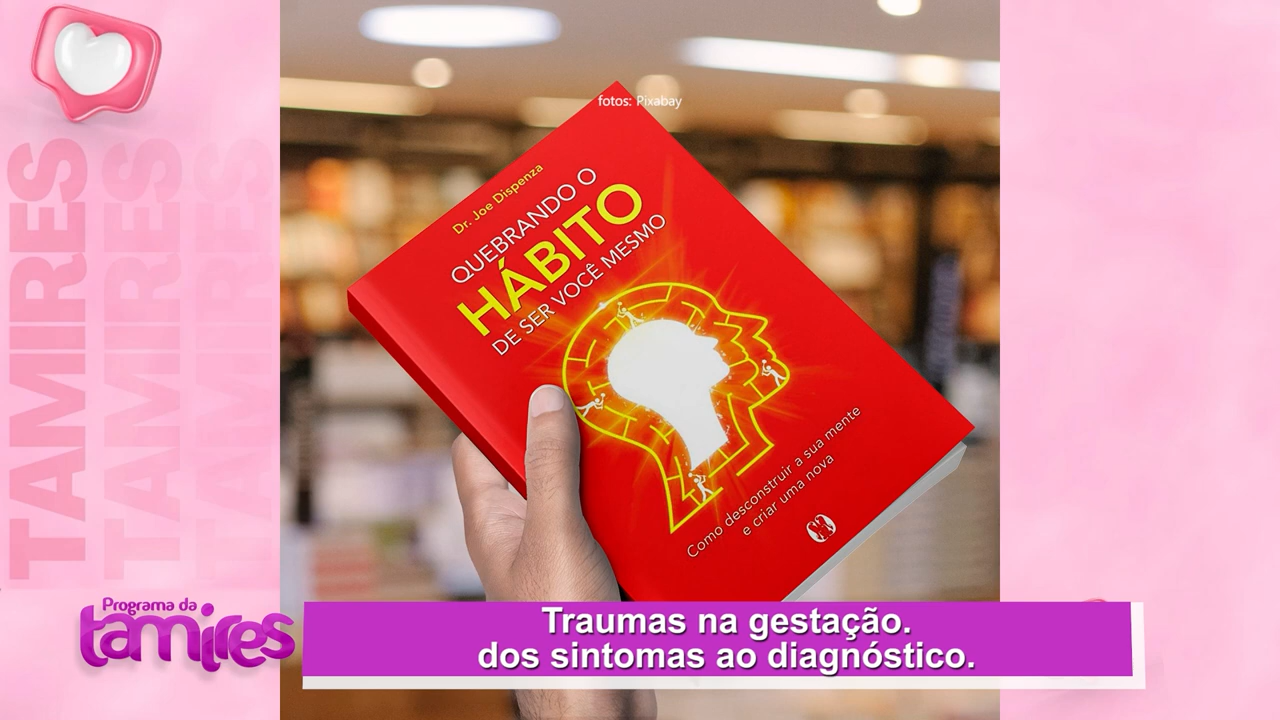 fotos: Pixabay
Dr. Joe Dispenza
QUEBRANDO O
HÁBITO
DE SER VOCÊ MESMO
Como desconstruir a sua mente
e criar uma nova
TAMIRES
TAMIRES
TAMIRES
Programa da
tamires
Traumas na gestação.
dos sintomas ao diagnóstico.